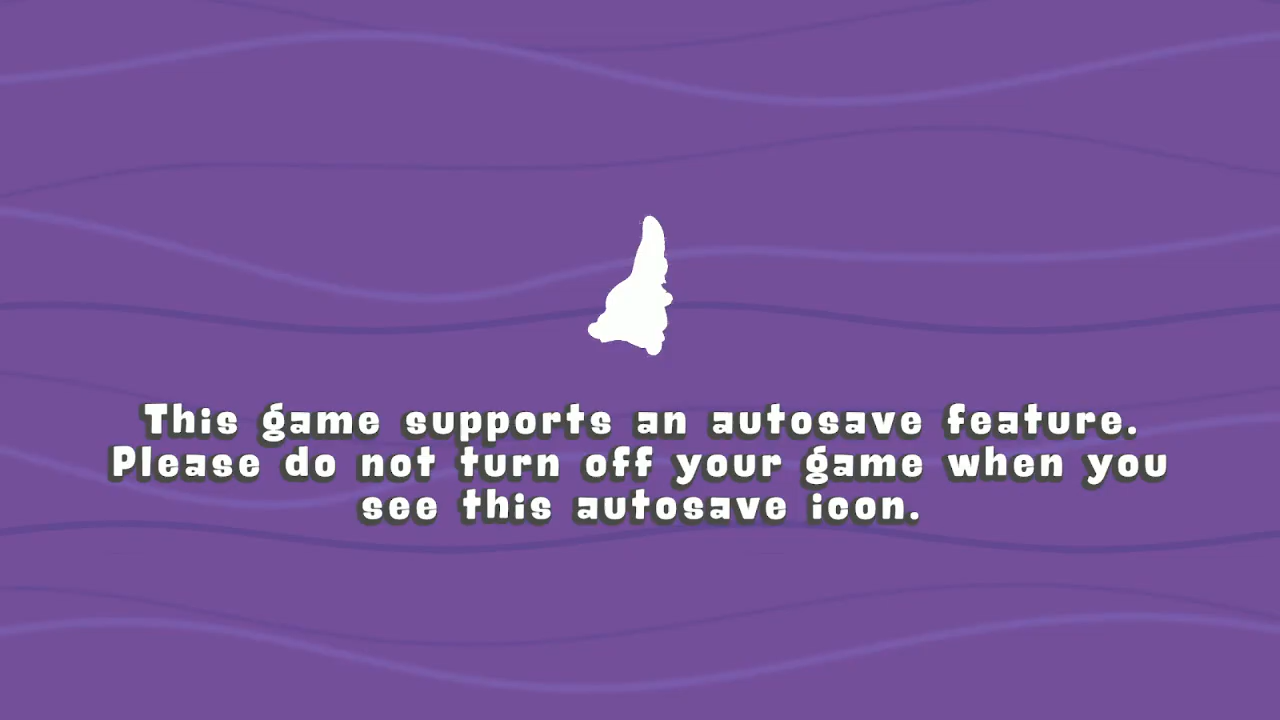 This game supports an autosave feature.
Please do not turn off your game when you
see this autosave icon.